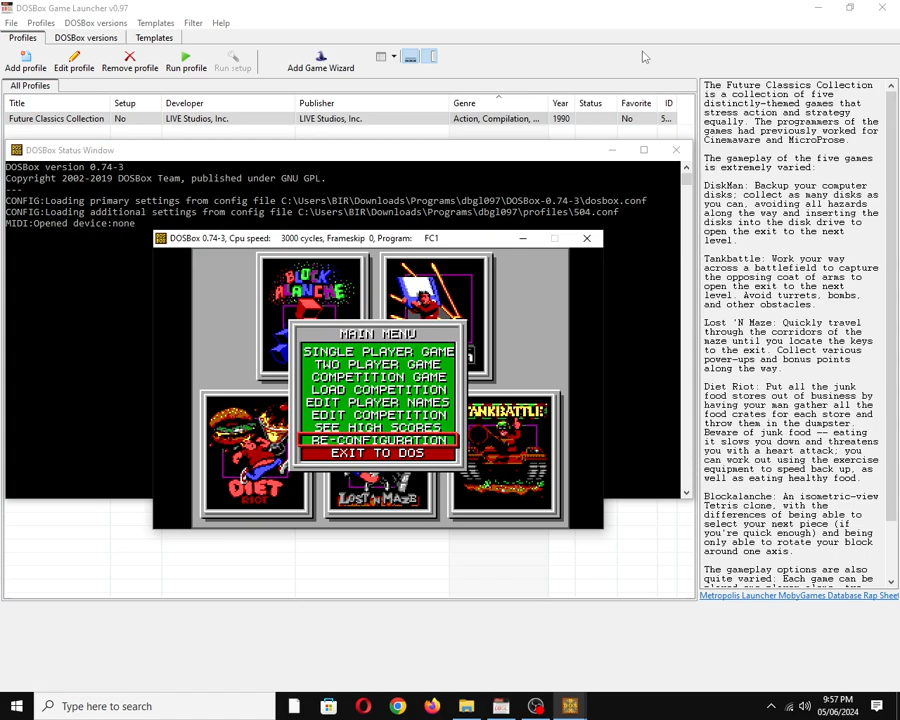 DOSBox Game Launcher v0.97
File Profiles DOSBox versions Templates Filter Help
Profiles DOSBox versions Templates
Add profile Edit profile Remove profile Run profile Run setup Add Game Wizard
All Profiles
Title Setup Developer Publisher Genre Year Status Favorite ID
Future Classics Collection No LIVE Studios, Inc. LIVE Studios, Inc. Action, Compilation, ... 1990 No 5...
DOSBox Status Window
DOSBox version 0.74-3
Copyright 2002-2019 DOSBox Team, published under GNU GPL.
---
CONFIG:Loading primary settings from config file C:\Users\BIR\Downloads\Programs\dbgl097\DOSBox-0.74-3\dosbox.conf
CONFIG:Loading additional settings from config file C:\Users\BIR\Downloads\Programs\dbgl097\profiles\504.conf
MIDI:Opened device:none
DOSBox 0.74-3, Cpu speed: 3000 cycles, Frameskip 0, Program: FC1
BLOCK
ALANCHE
MAIN MENU
SINGLE PLAYER GAME
TWO PLAYER GAME
COMPETITION GAME
LOAD COMPETITION
EDIT PLAYER NAMES
EDIT COMPETITION
SEE HIGH SCORES
RE-CONFIGURATION
EXIT TO DOS
TANKBATTLE
DIET
RIOT
LOST 'N MAZE
The Future Classics Collection
is a collection of five
distinctly-themed games that
stress action and strategy
equally. The programmers of the
games had previously worked for
Cinemaware and MicroProse.
The gameplay of the five games
is extremely varied:
DiskMan: Backup your computer
disks; collect as many disks as
you can, avoiding all hazards
along the way and inserting the
disks into the disk drive to
open the exit to the next
level.
Tankbattle: Work your way
across a battlefield to capture
the opposing coat of arms to
open the exit to the next
level. Avoid turrets, bombs,
and other obstacles.
Lost 'N Maze: Quickly travel
through the corridors of the
maze until you locate the keys
to the exit. Collect various
power-ups and bonus points
along the way.
Diet Riot: Put all the junk
food stores out of business by
having your man gather all the
food crates for each store and
throw them in the dumpster.
Beware of junk food -- eating
it slows you down and threatens
you with a heart attack; you
can work out using the exercise
equipment to speed back up, as
well as eating healthy food.
Blockalanche: An isometric-view
Tetris clone, with the
differences of being able to
select your next piece (if
you're quick enough) and being
only able to rotate your block
around one axis.
The gameplay options are also
quite varied: Each game can be
Metropolis Launcher MobyGames Database Rap Sheet
Type here to search
9:57 PM
05/06/2024